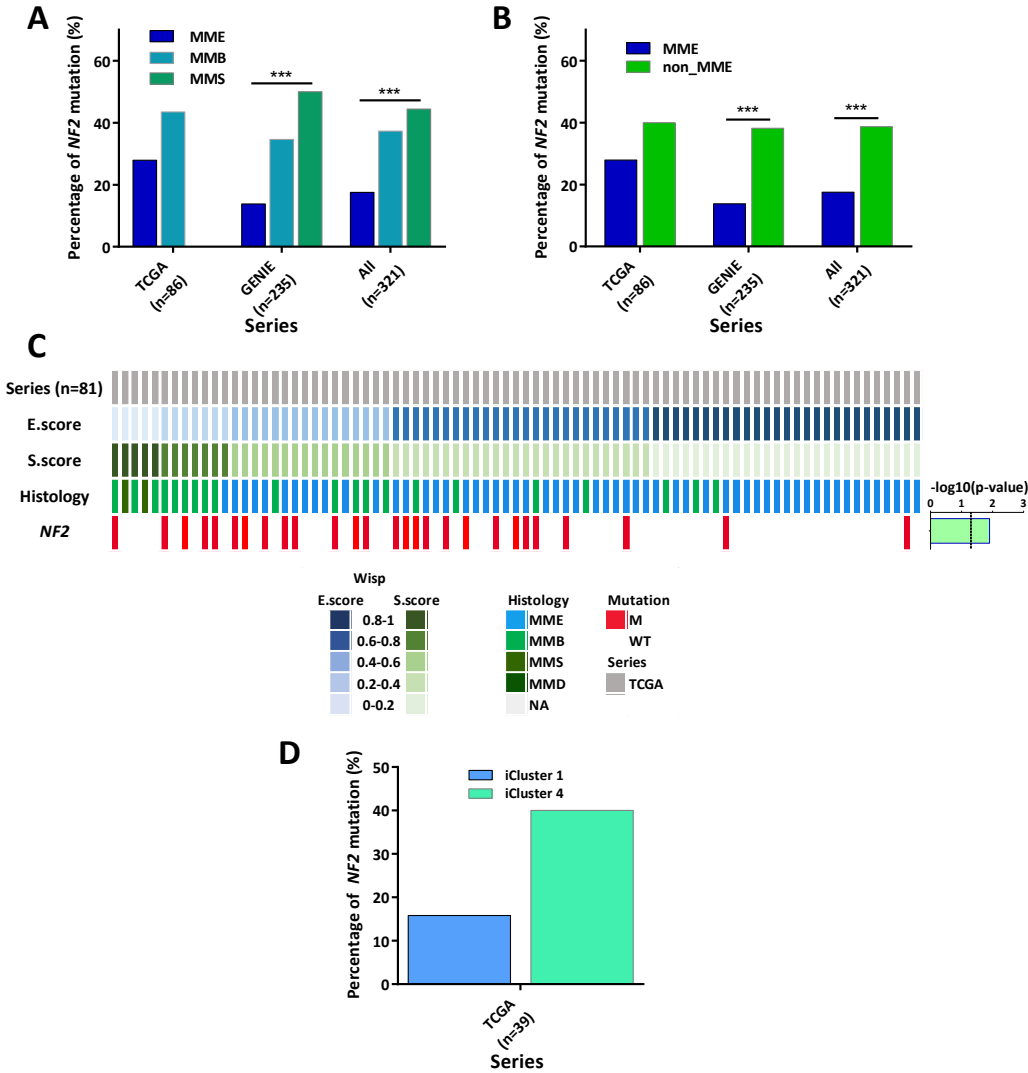 A
Percentage of NF2 mutation (%)
MME
MMB
MMS
60
40
20
0
***
***
TCGA
(n=86)
GENIE
(n=235)
All
(n=321)
Series
B
Percentage of NF2 mutation (%)
MME
non_MME
60
40
20
0
***
***
TCGA
(n=86)
GENIE
(n=235)
All
(n=321)
Series
C
Series (n=81)
E.score
S.score
Histology
NF2
-log10(p-value)
0 1 2 3
Wisp
E.score S.score
0.8-1
0.6-0.8
0.4-0.6
0.2-0.4
0-0.2
Histology
MME
MMB
MMS
MMD
NA
Mutation
M
WT
Series
TCGA
D
Percentage of NF2 mutation (%)
iCluster 1
iCluster 4
50
40
30
20
10
0
TCGA
(n=39)
Series